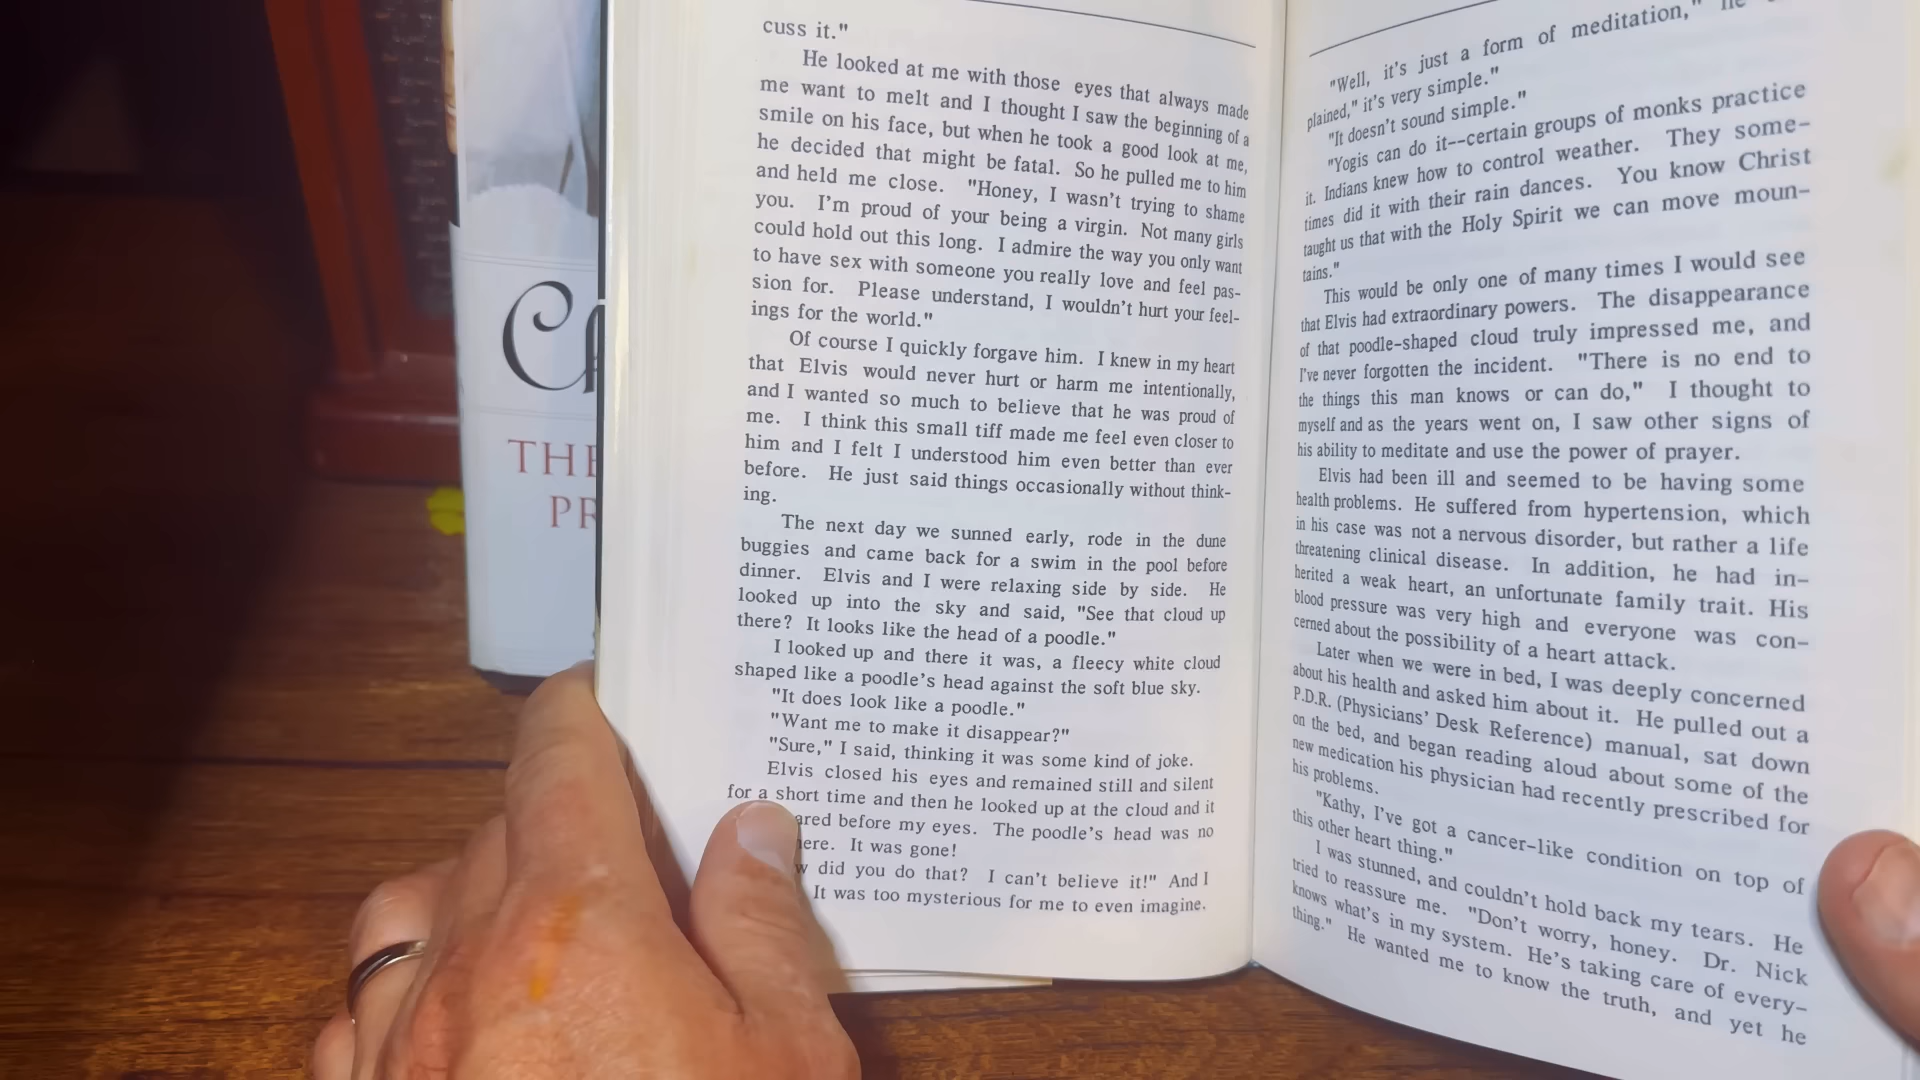 cuss it."
He looked at me with those eyes that always made
me want to melt and I thought I saw the beginning of a
smile on his face, but when he took a good look at me,
he decided that might be fatal. So he pulled me to him
and held me close. "Honey, I wasn't trying to shame
you. I'm proud of your being a virgin. Not many girls
could hold out this long. I admire the way you only want
to have sex with someone you really love and feel pas-
sion for. Please understand, I wouldn't hurt your feel-
ings for the world."
Of course I quickly forgave him. I knew in my heart
that Elvis would never hurt or harm me intentionally,
and I wanted so much to believe that he was proud of
me. I think this small tiff made me feel even closer to
him and I felt I understood him even better than ever
before. He just said things occasionally without think-
ing.
The next day we sunned early, rode in the dune
buggies and came back for a swim in the pool before
dinner. Elvis and I were relaxing side by side. He
looked up into the sky and said, "See that cloud up
there? It looks like the head of a poodle."
I looked up and there it was, a fleecy white cloud
shaped like a poodle's head against the soft blue sky.
"It does look like a poodle."
"Want me to make it disappear?"
"Sure," I said, thinking it was some kind of joke.
Elvis closed his eyes and remained still and silent
for a short time and then he looked up at the cloud and it
ared before my eyes. The poodle's head was no
here. It was gone!
w did you do that? I can't believe it!" And I
It was too mysterious for me to even imagine.
"Well, it's just a form of meditation," he
plained," it's very simple."
"It doesn't sound simple."
"Yogis can do it--certain groups of monks practice
it. Indians knew how to control weather. They some-
times did it with their rain dances. You know Christ
taught us that with the Holy Spirit we can move moun-
tains."
This would be only one of many times I would see
that Elvis had extraordinary powers. The disappearance
of that poodle-shaped cloud truly impressed me, and
I've never forgotten the incident. "There is no end to
the things this man knows or can do," I thought to
myself and as the years went on, I saw other signs of
his ability to meditate and use the power of prayer.
Elvis had been ill and seemed to be having some
health problems. He suffered from hypertension, which
in his case was not a nervous disorder, but rather a life
threatening clinical disease. In addition, he had in-
herited a weak heart, an unfortunate family trait. His
blood pressure was very high and everyone was con-
cerned about the possibility of a heart attack.
Later when we were in bed, I was deeply concerned
about his health and asked him about it. He pulled out a
P.D.R. (Physicians' Desk Reference) manual, sat down
on the bed, and began reading aloud about some of the
new medication his physician had recently prescribed for
his problems.
"Kathy, I've got a cancer-like condition on top of
this other heart thing."
I was stunned, and couldn't hold back my tears. He
tried to reassure me. "Don't worry, honey. Dr. Nick
knows what's in my system. He's taking care of every-
thing." He wanted me to know the truth, and yet he
THE
PR